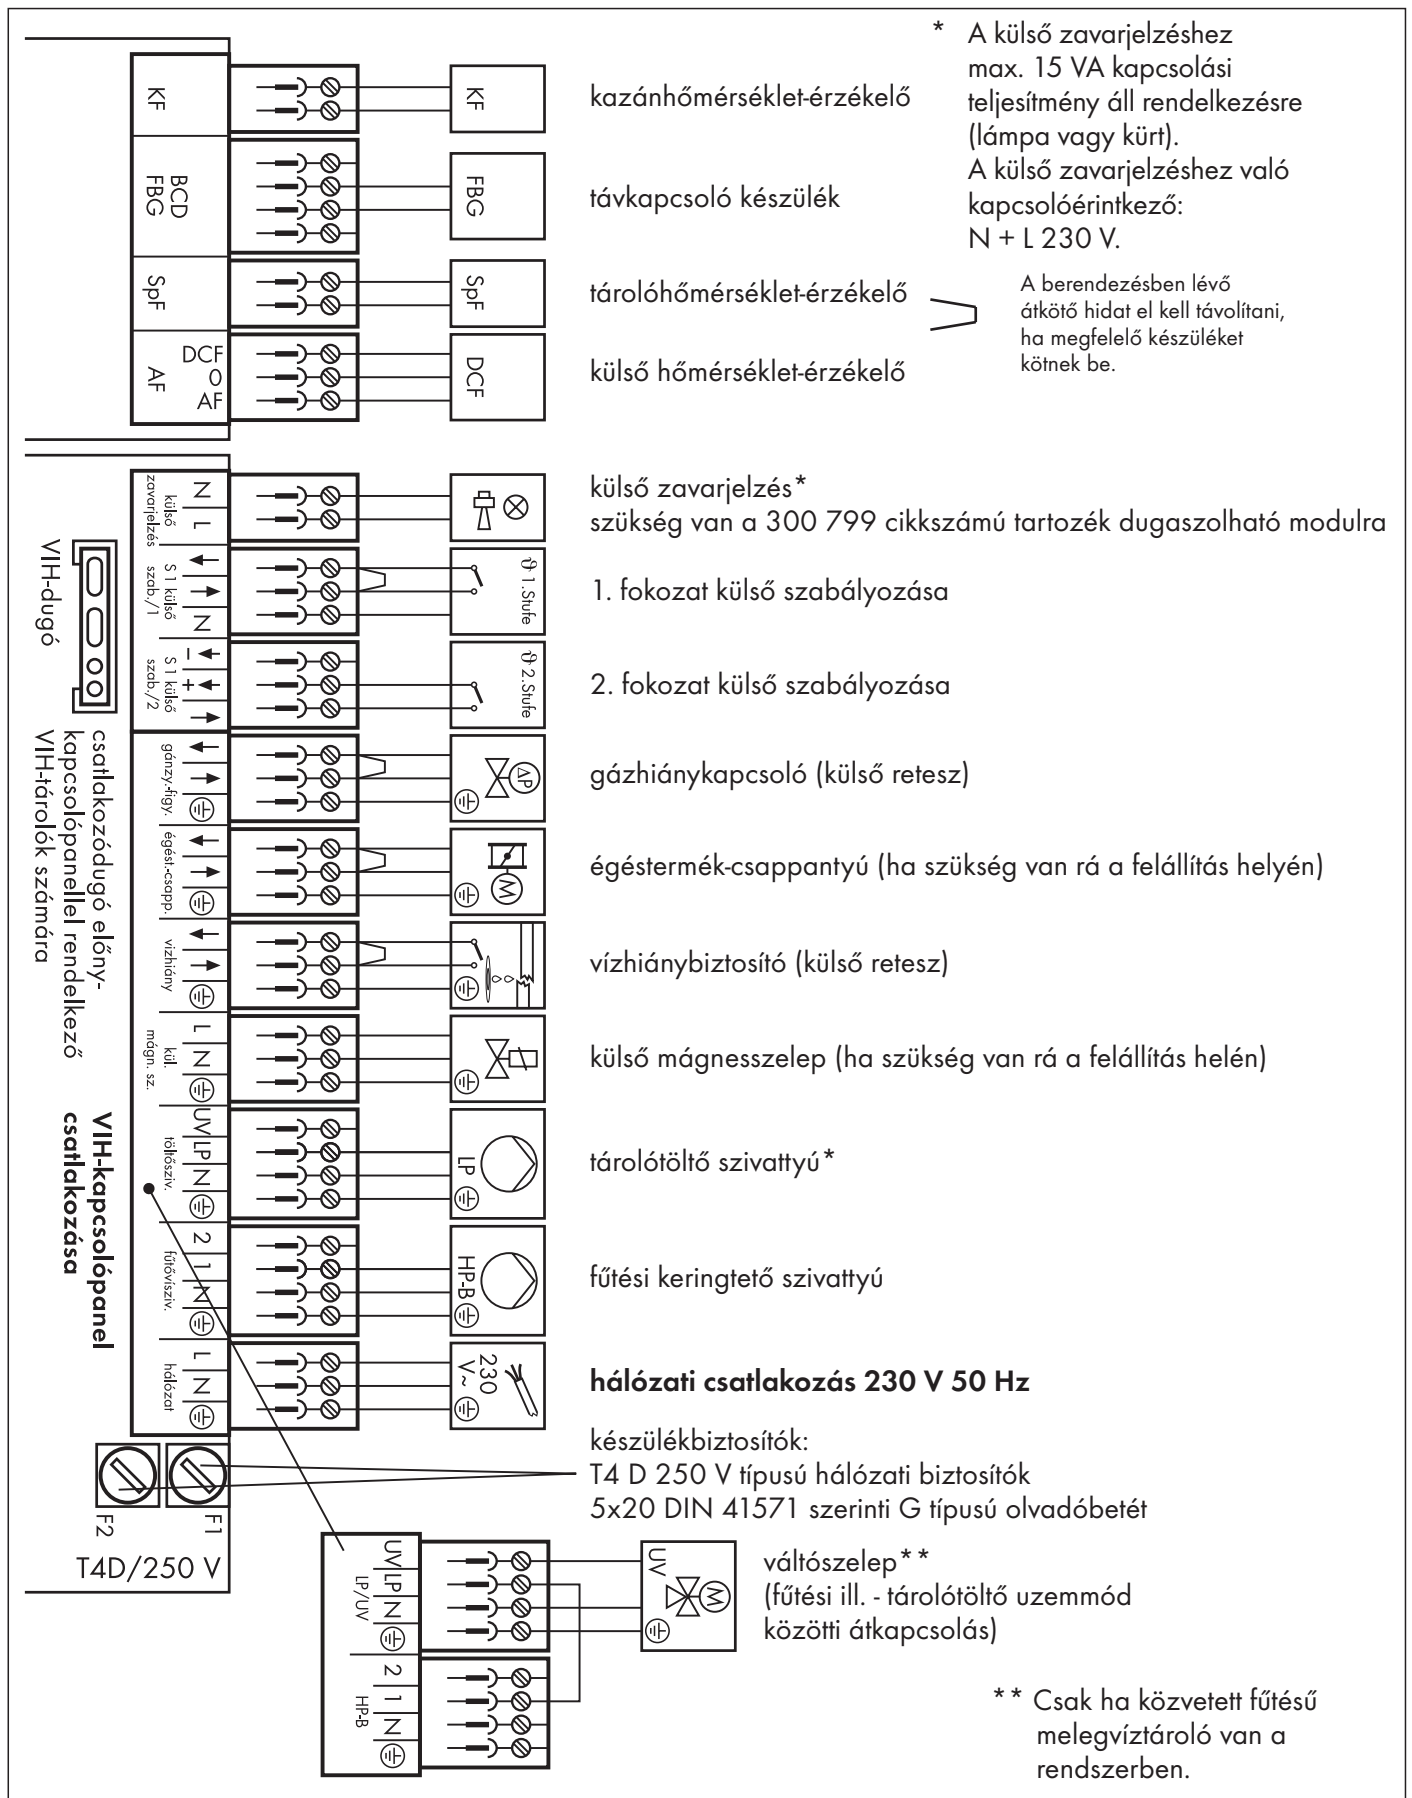 * A külső zavarjelzéshez
max. 15 VA kapcsolási
teljesítmény áll rendelkezésre
(lámpa vagy kürt).
A külső zavarjelzéshez való
kapcsolóérintkező:
N + L 230 V.
KF
KF
kazánhőmérséklet-érzékelő
BCD
FBG
FBG
távkapcsoló készülék
SpF
SpF
tárolóhőmérséklet-érzékelő
A berendezésben lévő
átkötő hidat el kell távolítani,
ha megfelelő készüléket
kötnek be.
AF
DCF
O
AF
DCF
külső hőmérséklet-érzékelő
N
L
külső
zavarjelzés
külső zavarjelzés*
szükség van a 300 799 cikkszámú tartozék dugaszolható modulra
S 1 külső
szab./1
N
ϑ 1.Stufe
1. fokozat külső szabályozása
S 1 külső
szab./2
−
+
ϑ 2.Stufe
2. fokozat külső szabályozása
VIH-dugó
csatlakozódugó előny-
kapcsolópanellel rendelkező
VIH-tárolók számára
gánzy.-figy.
ΔP
gázhiánykapcsoló (külső retesz)
égést.-csapp.
M
égéstermék-csappantyú (ha szükség van rá a felállítás helyén)
vizhiány
vízhiánybiztosító (külső retesz)
L
N
kül.
mágn. sz.
külső mágnesszelep (ha szükség van rá a felállítás helén)
VIH-kapcsolópanel
csatlakozása
UV
LP
N
töltősziv.
LP
tárolótöltő szivattyú*
2
1
N
fűtővísziv.
HP-B
fűtési keringtető szivattyú
L
N
hálózat
230
V~
hálózati csatlakozás 230 V 50 Hz
készülékbiztosítók:
T4 D 250 V típusú hálózati biztosítók
5x20 DIN 41571 szerinti G típusú olvadóbetét
F2
F1
T4D/250 V
UV
LP
N
LP/UV
UV
M
váltószelep**
(fűtési ill. - tárolótöltő uzemmód
közötti átkapcsolás)
2
1
N
HP-B
** Csak ha közvetett fűtésű
melegvíztároló van a
rendszerben.